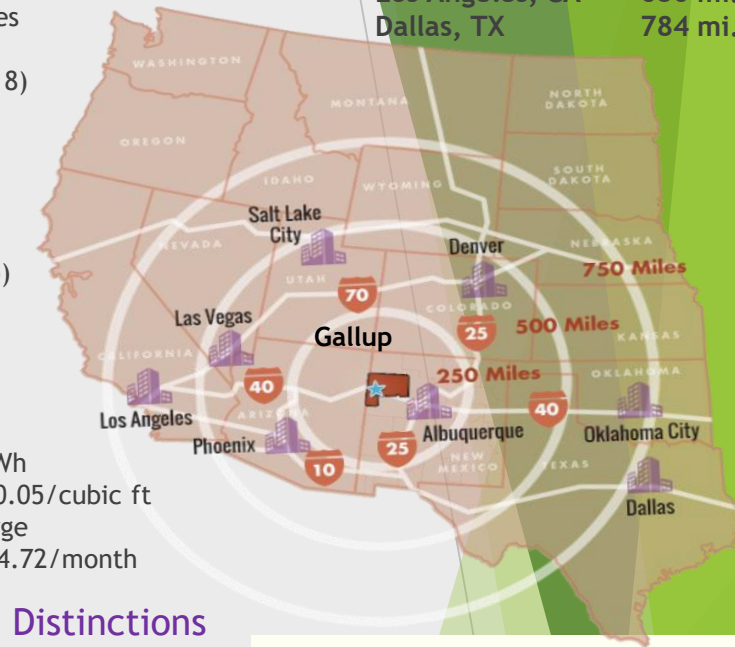 es
Dallas, TX 784 mi.
8)
WASHINGTON
MONTANA
NORTH
DAKOTA
OREGON
SOUTH
DAKOTA
IDAHO
WYOMING
Salt Lake
City
NEVADA
Denver
NEBRASKA
)
750 Miles
UTAH
70
COLORADO
Las Vegas
25
500 Miles
Gallup
KANSAS
CALIFORNIA
250 Miles
OKLAHOMA
40
40
Los Angeles
ARIZONA
Albuquerque
Oklahoma City
Phoenix
25
NEW
MEXICO
TEXAS
10
Wh
0.05/cubic ft
rge
4.72/month
Dallas
Distinctions